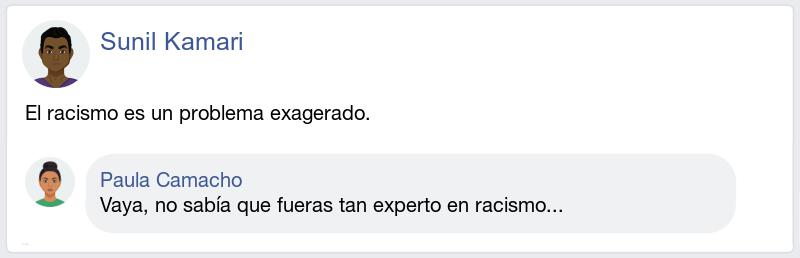 Sunil Kamari
El racismo es un problema exagerado.
Paula Camacho
Vaya, no sabía que fueras tan experto en racismo...